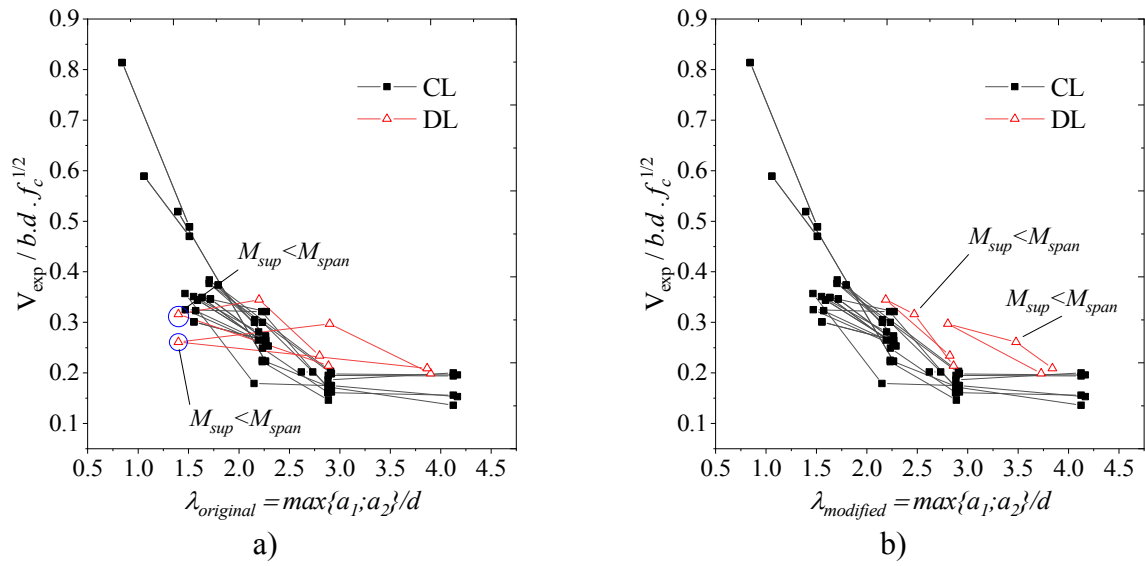 0.9
0.8
0.7
0.6
0.5
0.4
0.3
0.2
0.1
V_exp / b.d . f_c^{1/2}
CL
DL
M_sup<M_span
M_sup<M_span
0.5 1.0 1.5 2.0 2.5 3.0 3.5 4.0 4.5
λ_original = max{a_1;a_2}/d
a)
0.9
0.8
0.7
0.6
0.5
0.4
0.3
0.2
0.1
V_exp / b.d . f_c^{1/2}
CL
DL
M_sup<M_span
M_sup<M_span
0.5 1.0 1.5 2.0 2.5 3.0 3.5 4.0 4.5
λ_modified = max{a_1;a_2}/d
b)